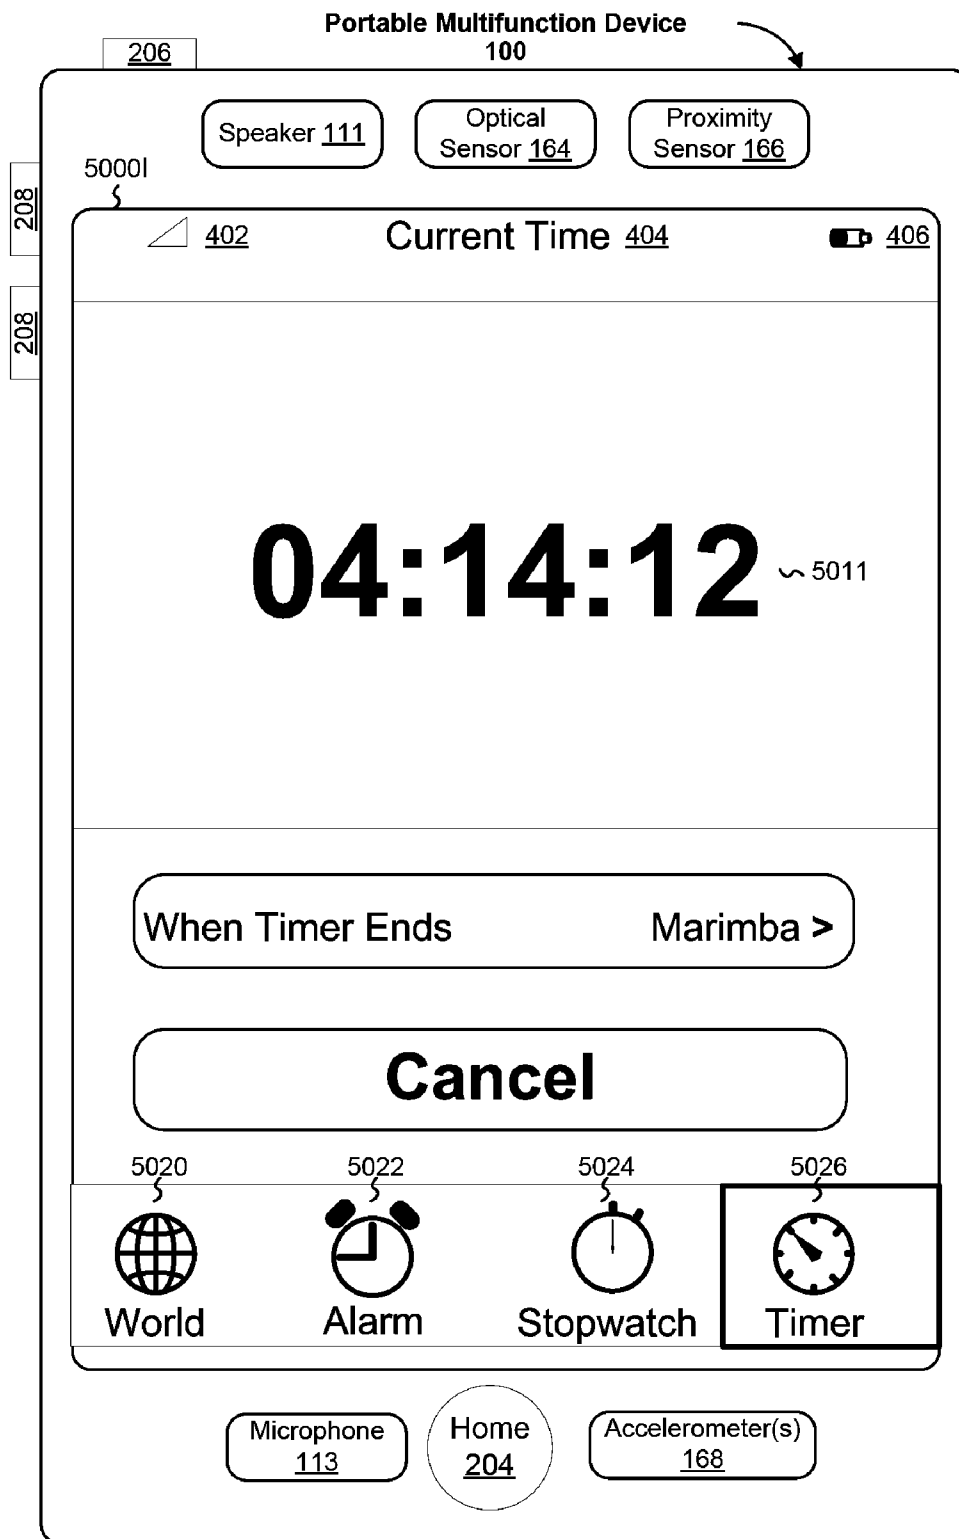 Portable Multifunction Device
100
206
Speaker 111
Optical
Sensor 164
Proximity
Sensor 166
5000l
208
208
402
Current Time 404
406
04:14:12
5011
When Timer Ends Marimba >
Cancel
5020
5022
5024
5026
World
Alarm
Stopwatch
Timer
Microphone
113
Home
204
Accelerometer(s)
168